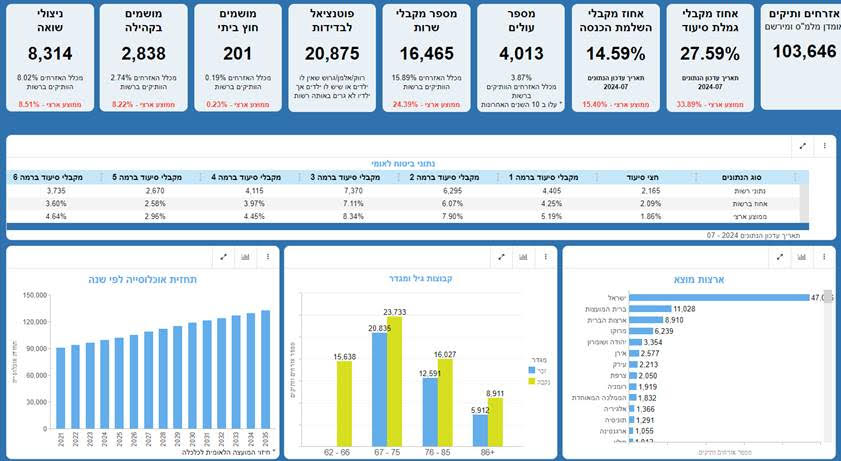 אזרחים ותיקים
אומדן מלמ"ס ומירשם
103,646
אחוז מקבלי
גמלת סיעוד
27.59%
תאריך עדכון הנתונים
2024-07
ממוצע ארצי - 33.89%
אחוז מקבלי
השלמת הכנסה
14.59%
תאריך עדכון הנתונים
2024-07
ממוצע ארצי - 15.40%
מספר
עולים
4,013
3.87%
מכלל האזרחים הוותיקים
ברשות
* עלו ב 10 השנים האחרונות
מספר מקבלי
שרות
16,465
מכלל האזרחים 15.89%
הוותיקים ברשות
ממוצע ארצי - 24.39%
פוטנציאל
לבדידות
20,875
רווק/אלמן/גרוש שאין לו
ילדים או שיש לו ילדים אך
ילדיו לא גרים באותה רשות
מושמים
חוץ ביתי
201
מכלל האזרחים 0.19%
הוותיקים ברשות
ממוצע ארצי - 0.23%
מושמים
בקהילה
2,838
מכלל האזרחים 2.74%
הוותיקים ברשות
ממוצע ארצי - 8.22%
ניצולי
שואה
8,314
מכלל האזרחים 8.02%
הוותיקים ברשות
ממוצע ארצי - 8.51%
נתוני ביטוח לאומי
סוג הנתונים חצי סיעוד מקבלי סיעוד ברמה 1 מקבלי סיעוד ברמה 2 מקבלי סיעוד ברמה 3 מקבלי סיעוד ברמה 4 מקבלי סיעוד ברמה 5 מקבלי סיעוד ברמה 6
נתוני רשות 2,165 4,405 6,295 7,370 4,115 2,670 3,735
אחוז ברשות 2.09% 4.25% 6.07% 7.11% 3.97% 2.58% 3.60%
ממוצע ארצי 1.86% 5.19% 7.90% 8.34% 4.45% 2.96% 4.64%
תאריך עדכון הנתונים 2024 - 07
ארצות מוצא
ישראל
ברית המועצות 11,028
ארצות הברית 8,910
מרוקו 6,239
יהודה ושומרון 3,354
אירן 2,577
עירק 2,213
צרפת 2,050
רומניה 1,919
הממלכה המאוחדת 1,832
אלג'יריה 1,366
תוניסיה 1,291
ארגנטינה 1,055
מספר אזרחים ותיקים
קבוצות גיל ומגדר
מספר אזרחים ותיקים
15,638
20,835
23,733
12,591
16,027
5,912
8,911
62 - 66
67 - 75
76 - 85
86+
מגדר
זכר
נקבה
תחזית אוכלוסייה לפי שנה
תחזית אוכלוסייה
150,000
120,000
90,000
60,000
30,000
0
2021 2022 2023 2024 2025 2026 2027 2028 2029 2030 2031 2032 2033 2034 2035
* חיזוי המועצה הלאומית לכלכלה